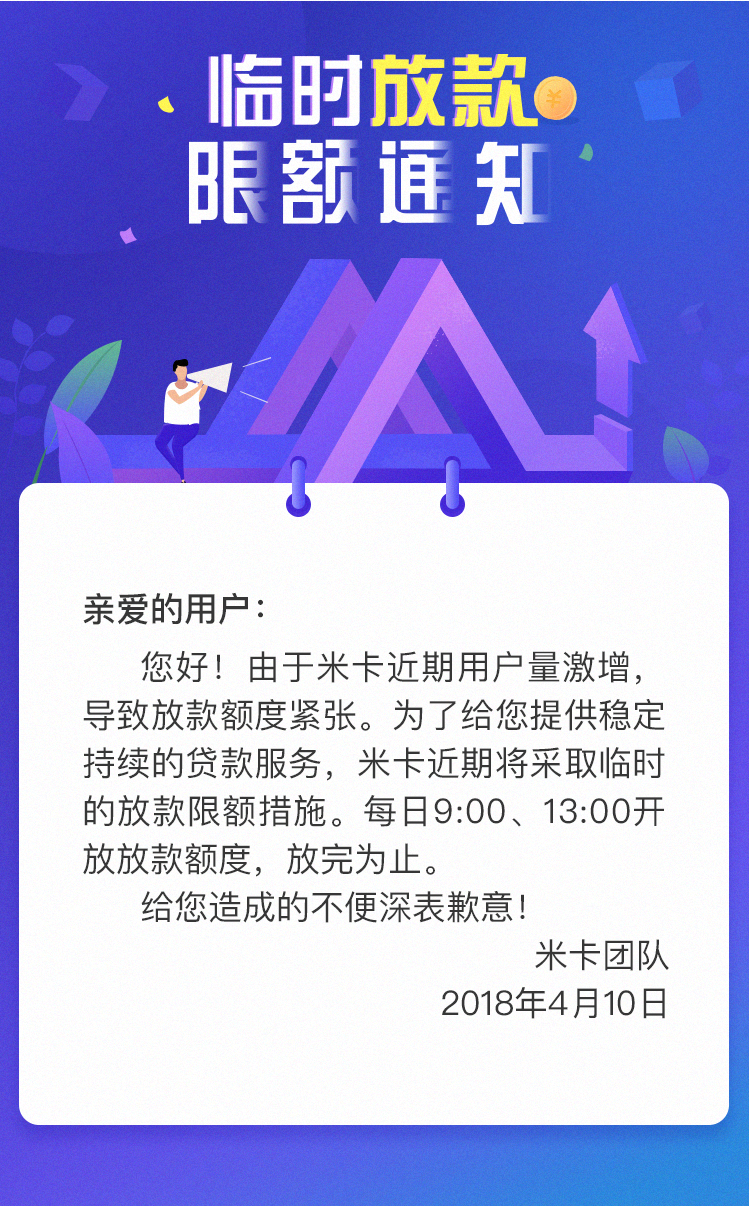 临时放款
限额通知
亲爱的用户：
您好！由于米卡近期用户量激增，
导致放款额度紧张。为了给您提供稳定
持续的贷款服务，米卡近期将采取临时
的放款限额措施。每日9:00、13:00开
放放款额度，放完为止。
给您造成的不便深表歉意！
米卡团队
2018年4月10日